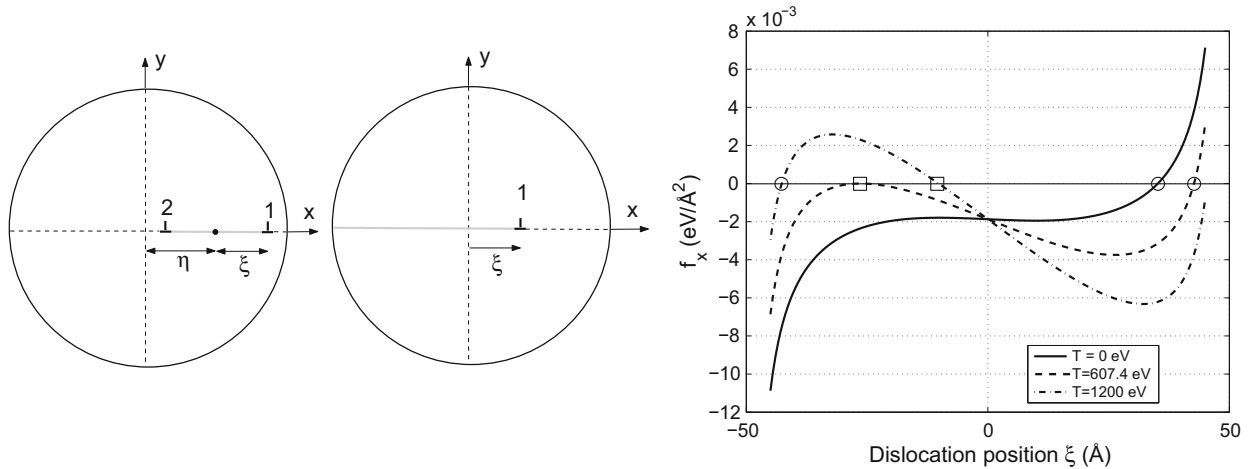 y
2
1
x
η
ξ
y
1
x
ξ
x 10⁻³
8
6
4
2
0
−2
−4
−6
−8
−10
−12
f_x (eV/Å²)
T = 0 eV
T=607.4 eV
T=1200 eV
−50
0
50
Dislocation position ξ (Å)